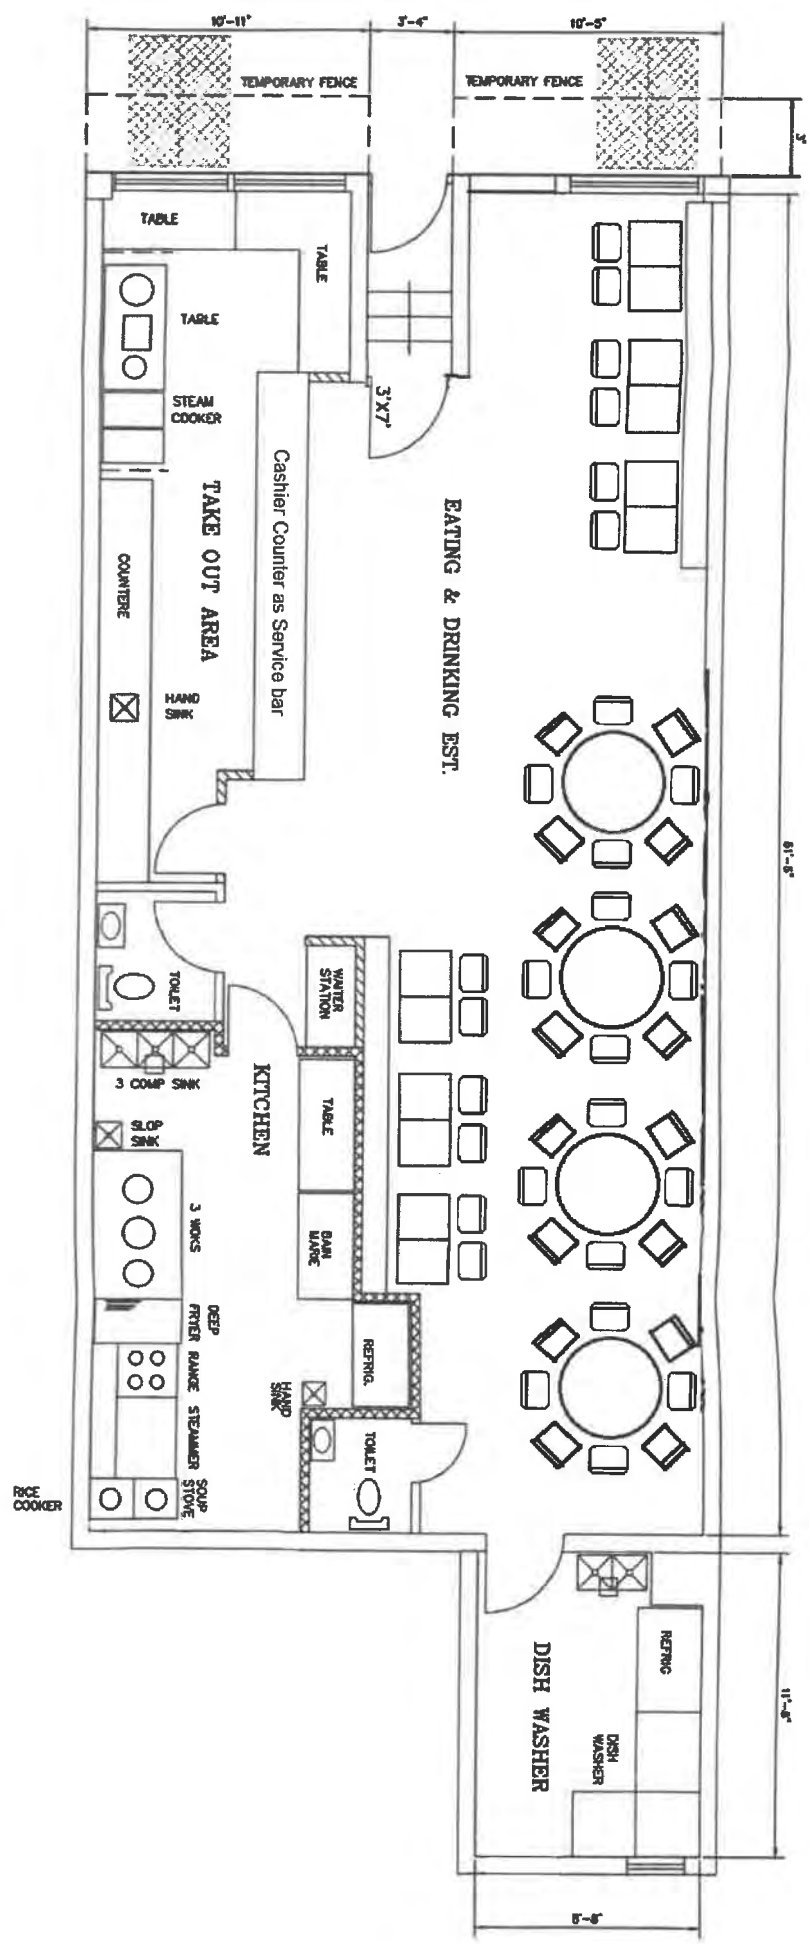 10'-11"
3'-4"
10'-5"
TEMPORARY FENCE
TEMPORARY FENCE
3'
TABLE
TABLE
TABLE
STEAM
COOKER
3'X7'
Cashier Counter as Service bar
TAKE OUT AREA
EATING & DRINKING EST.
COUNTERE
HAND
SINK
51'-5"
TOILET
WAITER
STATION
3 COMP SINK
KITCHEN
TABLE
SLOP
SINK
3 WOKS
BAIN
MARIE
DEEP
FRYER
RANGE
STEAMMER
SOUP
STOVE
RICE
COOKER
REFRIG.
HAND
SINK
TOILET
DISH WASHER
REFRIG
DISH
WASHER